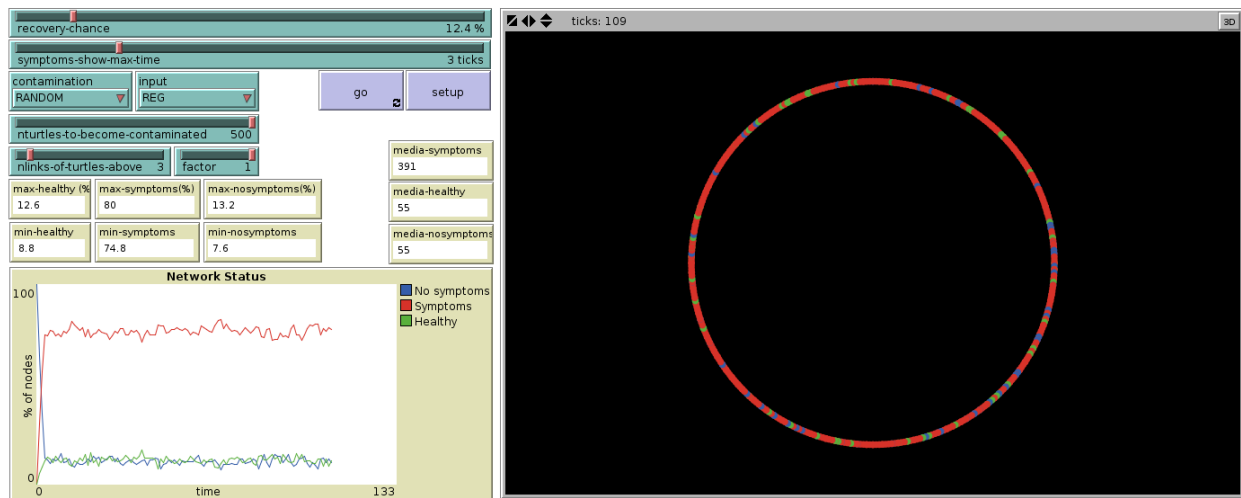 recovery-chance 12.4 %
symptoms-show-max-time 3 ticks
contamination
RANDOM
input
REG
go
setup
nturtles-to-become-contaminated 500
nlinks-of-turtles-above 3
factor 1
media-symptoms
391
max-healthy (%
12.6
max-symptoms(%)
80
max-nosymptoms(%)
13.2
media-healthy
55
min-healthy
8.8
min-symptoms
74.8
min-nosymptoms
7.6
media-nosymptoms
55
Network Status
100
% of nodes
0
0
time
133
No symptoms
Symptoms
Healthy
ticks: 109
3D